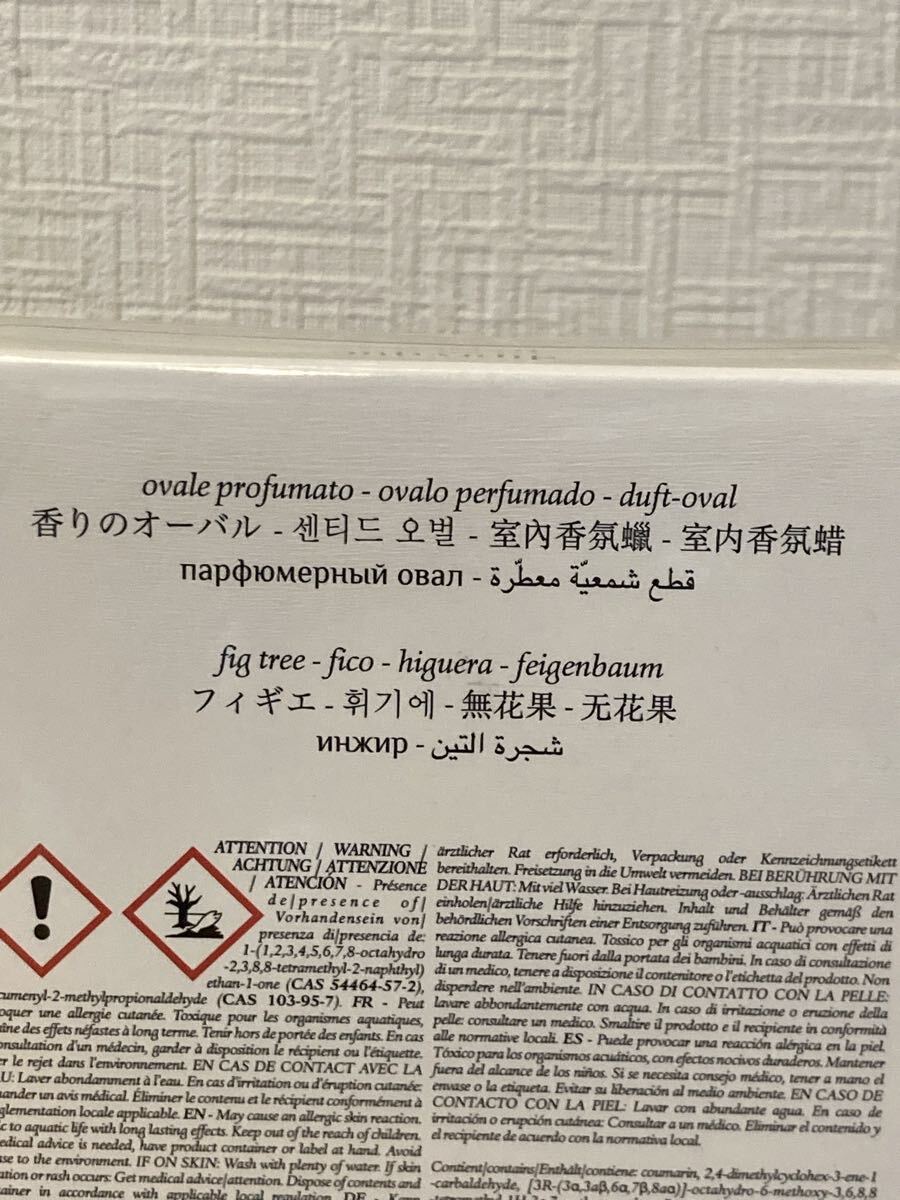 ovale profumato - ovalo perfumado - duft-oval
香りのオーバル - 센티드 오벌 - 室內香氛蠟 - 室内香氛蜡
парфюмерный овал - قطع شمعيّة معطّرة
fig tree - fico - higuera - feigenbaum
フィギエ - 휘기에 - 無花果 - 无花果
инжир - شجرة التين
ATTENTION / WARNING /
ACHTUNG / ATTENZIONE
/ ATENCIÓN - Présence
de|presence of|
Vorhandensein von|
presenza di|presencia de:
1-(1,2,3,4,5,6,7,8-octahydro
-2,3,8,8-tetramethyl-2-naphthyl)
ethan-1-one (CAS 54464-57-2),
cumenyl-2-methylpropionaldehyde (CAS 103-95-7). FR - Peut
oquer une allergie cutanée. Toxique pour les organismes aquatiques,
aîne des effets néfastes à long terme. Tenir hors de portée des enfants. En cas
onsultation d'un médecin, garder à disposition le récipient ou l'étiquette.
er le rejet dans l'environnement. EN CAS DE CONTACT AVEC LA
U: Laver abondamment à l'eau. En cas d'irritation ou d'éruption cutanée:
ander un avis médical. Éliminer le contenu et le récipient conformément à
glementation locale applicable. EN - May cause an allergic skin reaction.
ic to aquatic life with long lasting effects. Keep out of the reach of children.
edical advice is needed, have product container or label at hand. Avoid
se to the environment. IF ON SKIN: Wash with plenty of water. If skin
ation or rash occurs: Get medical advice|attention. Dispose of contents and
ainer in accordance with applicable local regulation. DE - Kann
ärztlicher Rat erforderlich, Verpackung oder Kennzeichnungsetikett
bereithalten. Freisetzung in die Umwelt vermeiden. BEI BERÜHRUNG MIT
DER HAUT: Mit viel Wasser. Bei Hautreizung oder -ausschlag: Ärztlichen Rat
einholen|ärztliche Hilfe hinzuziehen. Inhalt und Behälter gemäß den
behördlichen Vorschriften einer Entsorgung zuführen. IT - Può provocare una
reazione allergica cutanea. Tossico per gli organismi acquatici con effetti di
lunga durata. Tenere fuori dalla portata dei bambini. In caso di consultazione
di un medico, tenere a disposizione il contenitore o l'etichetta del prodotto. Non
disperdere nell'ambiente. IN CASO DI CONTATTO CON LA PELLE:
lavare abbondantemente con acqua. In caso di irritazione o eruzione della
pelle: consultare un medico. Smaltire il prodotto e il recipiente in conformità
alle normative locali. ES - Puede provocar una reacción alérgica en la piel.
Tóxico para los organismos acuáticos, con efectos nocivos duraderos. Mantener
fuera del alcance de los niños. Si se necesita consejo médico, tener a mano el
envase o la etiqueta. Evitar su liberación al medio ambiente. EN CASO DE
CONTACTO CON LA PIEL: Lavar con abundante agua. En caso de
irritación o erupción cutánea: Consultar a un médico. Eliminar el contenido y
el recipiente de acuerdo con la normativa local.
Contient|contains|Enthält|contiene: coumarin, 2,4-dimethylcyclohex-3-ene-1
-carbaldehyde, [3R-(3α,3aβ,6α,7β,8aα)]-octahydro-6-methoxy-3,6,8,8